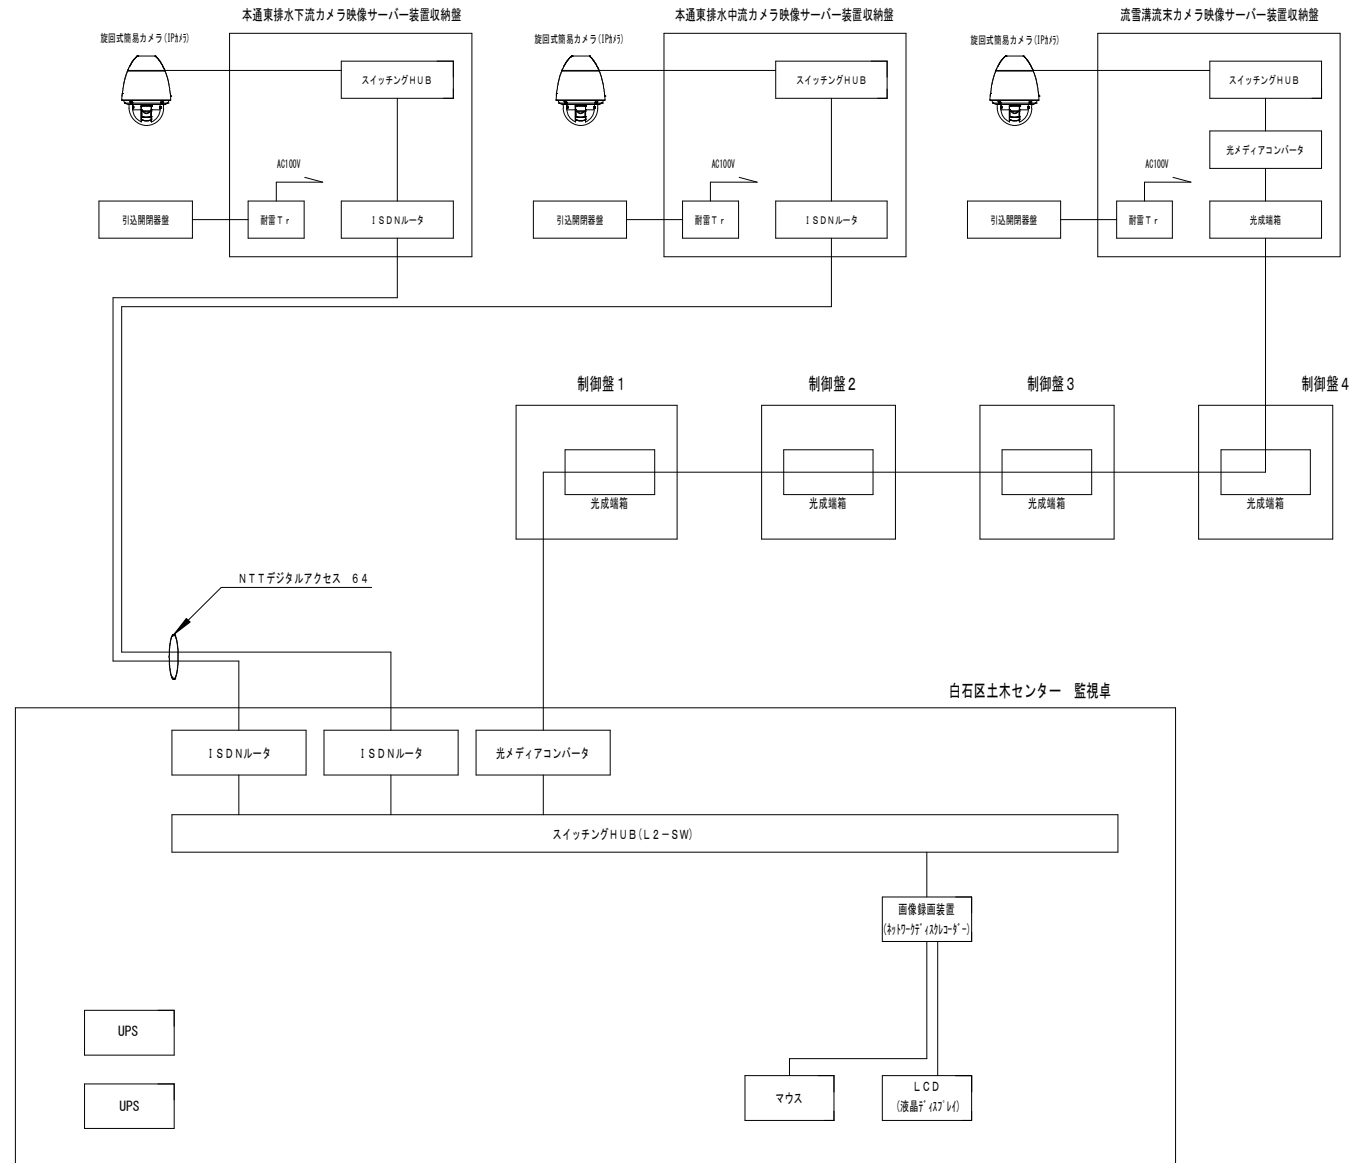 本通東排水下流カメラ映像サーバー装置収納盤
本通東排水中流カメラ映像サーバー装置収納盤
流雪溝流末カメラ映像サーバー装置収納盤
旋回式簡易カメラ(IPカメラ)
旋回式簡易カメラ(IPカメラ)
旋回式簡易カメラ(IPカメラ)
スイッチングHUB
スイッチングHUB
スイッチングHUB
光メディアコンバータ
AC100V
AC100V
AC100V
引込開閉器盤
耐雷Tr
ISDNルータ
引込開閉器盤
耐雷Tr
ISDNルータ
引込開閉器盤
耐雷Tr
光成端箱
制御盤1
制御盤2
制御盤3
制御盤4
光成端箱
光成端箱
光成端箱
光成端箱
NTTデジタルアクセス 64
白石区土木センター 監視卓
ISDNルータ
ISDNルータ
光メディアコンバータ
スイッチングHUB(L2-SW)
画像録画装置
(ネットワークディスクレコーダー)
UPS
UPS
マウス
LCD
(液晶ディスプレイ)